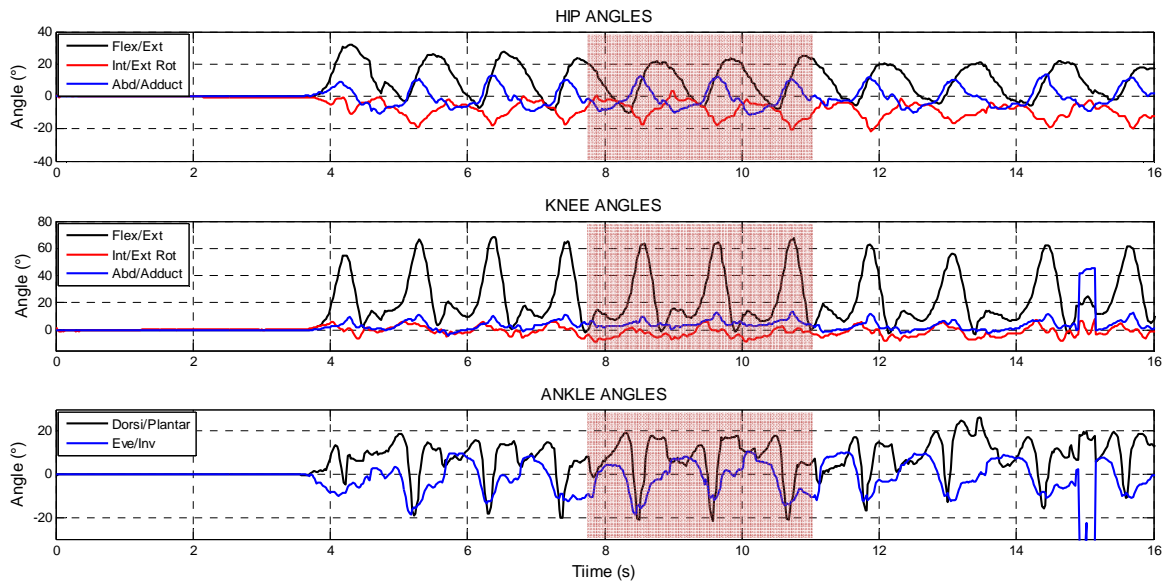 HIP ANGLES
Flex/Ext
Int/Ext Rot
Abd/Adduct
Angle (°)
40
20
0
-20
-40
0 2 4 6 8 10 12 14 16
KNEE ANGLES
Flex/Ext
Int/Ext Rot
Abd/Adduct
Angle (°)
80
60
40
20
0
0 2 4 6 8 10 12 14 16
ANKLE ANGLES
Dorsi/Plantar
Eve/Inv
Angle (°)
20
0
-20
0 2 4 6 8 10 12 14 16
Tiime (s)